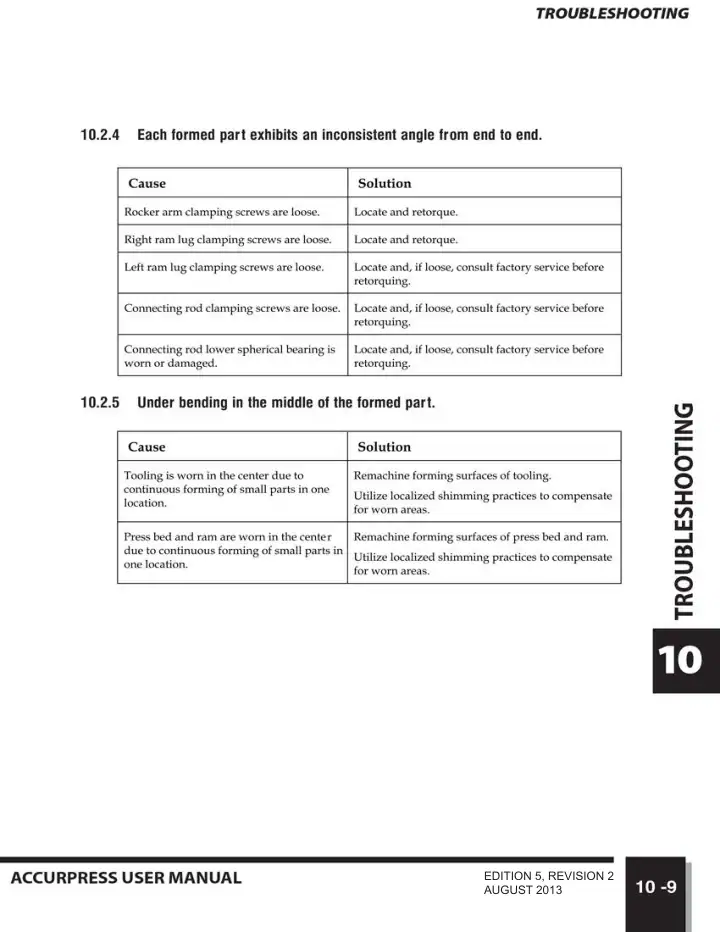 TROUBLESHOOTING
10.2.4 Each formed part exhibits an inconsistent angle from end to end.
Cause Solution
Rocker arm clamping screws are loose. Locate and retorque.
Right ram lug clamping screws are loose. Locate and retorque.
Left ram lug clamping screws are loose. Locate and, if loose, consult factory service before
retorquing.
Connecting rod clamping screws are loose. Locate and, if loose, consult factory service before
retorquing.
Connecting rod lower spherical bearing is Locate and, if loose, consult factory service before
worn or damaged. retorquing.
10.2.5 Under bending in the middle of the formed part.
Cause Solution
Tooling is worn in the center due to
continuous forming of small parts in one
location.
Remachine forming surfaces of tooling.
Utilize localized shimming practices to compensate
for worn areas.
Press bed and ram are worn in the center
due to continuous forming of small parts in
one location.
Remachine forming surfaces of press bed and ram.
Utilize localized shimming practices to compensate
for worn areas.
TROUBLESHOOTING
10
ACCURPRESS USER MANUAL
EDITION 5, REVISION 2
AUGUST 2013
10 -9